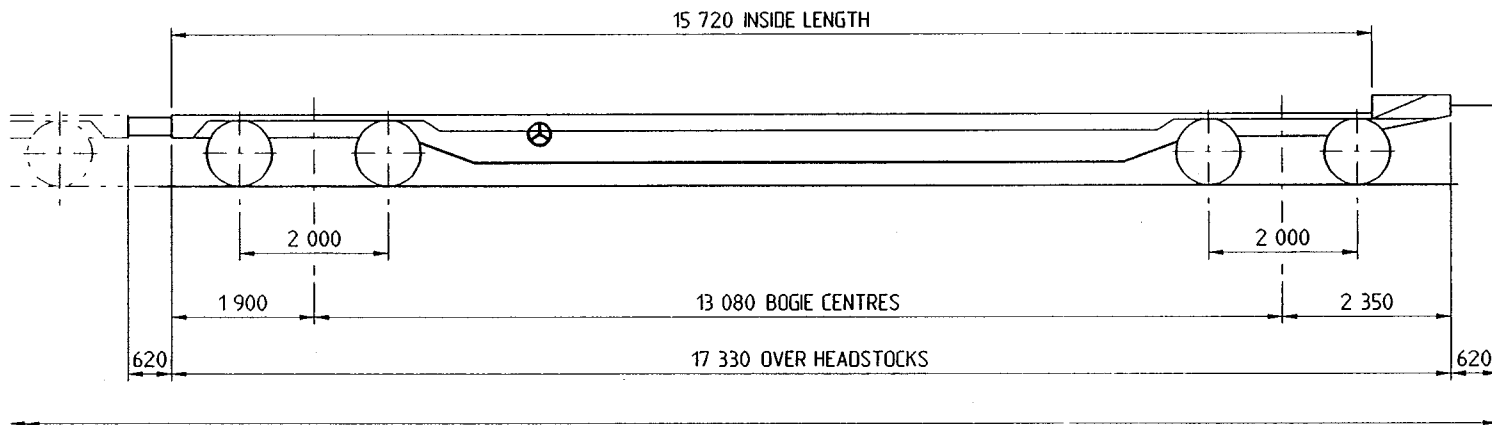 15 720 INSIDE LENGTH
2 000
2 000
1 900
13 080 BOGIE CENTRES
2 350
620
17 330 OVER HEADSTOCKS
620